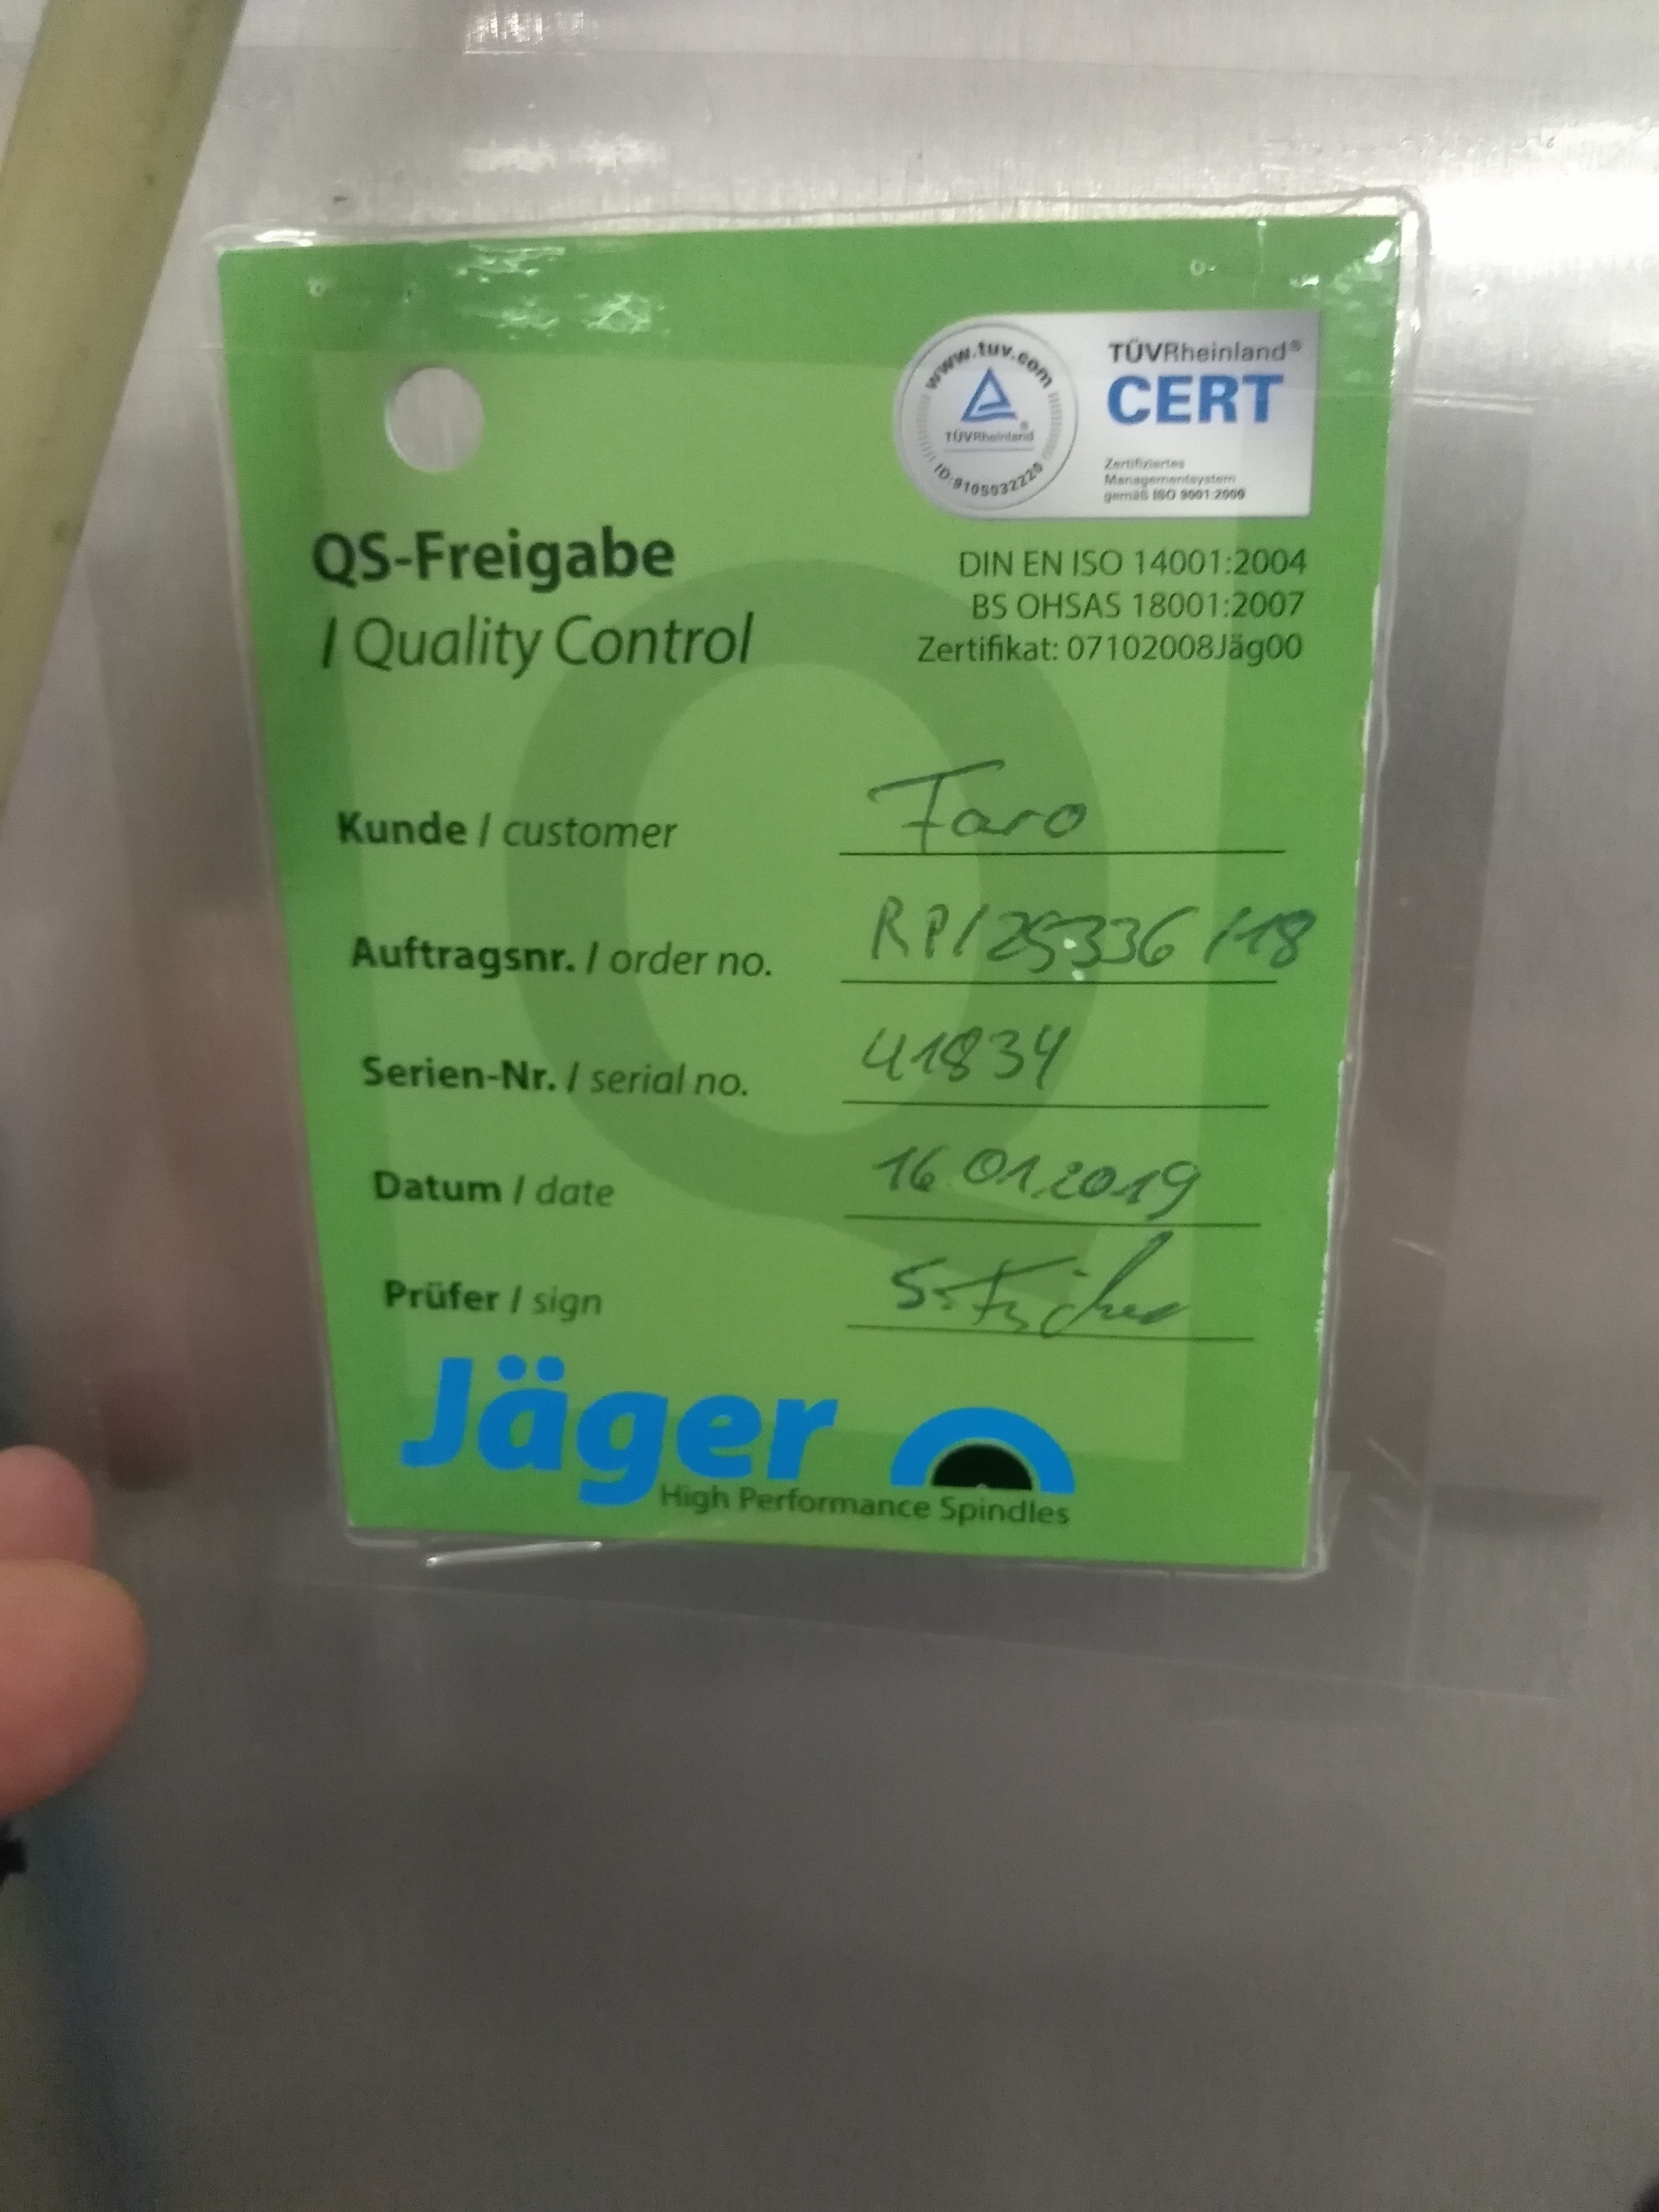 www.tuv.com
TÜVRheinland®
ID:9105032220
TÜVRheinland®
CERT
Zertifiziertes
Managementsystem
gemäß ISO 9001:2000
QS-Freigabe
/ Quality Control
DIN EN ISO 14001:2004
BS OHSAS 18001:2007
Zertifikat: 07102008Jäg00
Kunde / customer Faro
Auftragsnr. / order no. RP/25336/18
Serien-Nr. / serial no. 41834
Datum / date 16.01.2019
Prüfer / sign
Jäger
High Performance Spindles